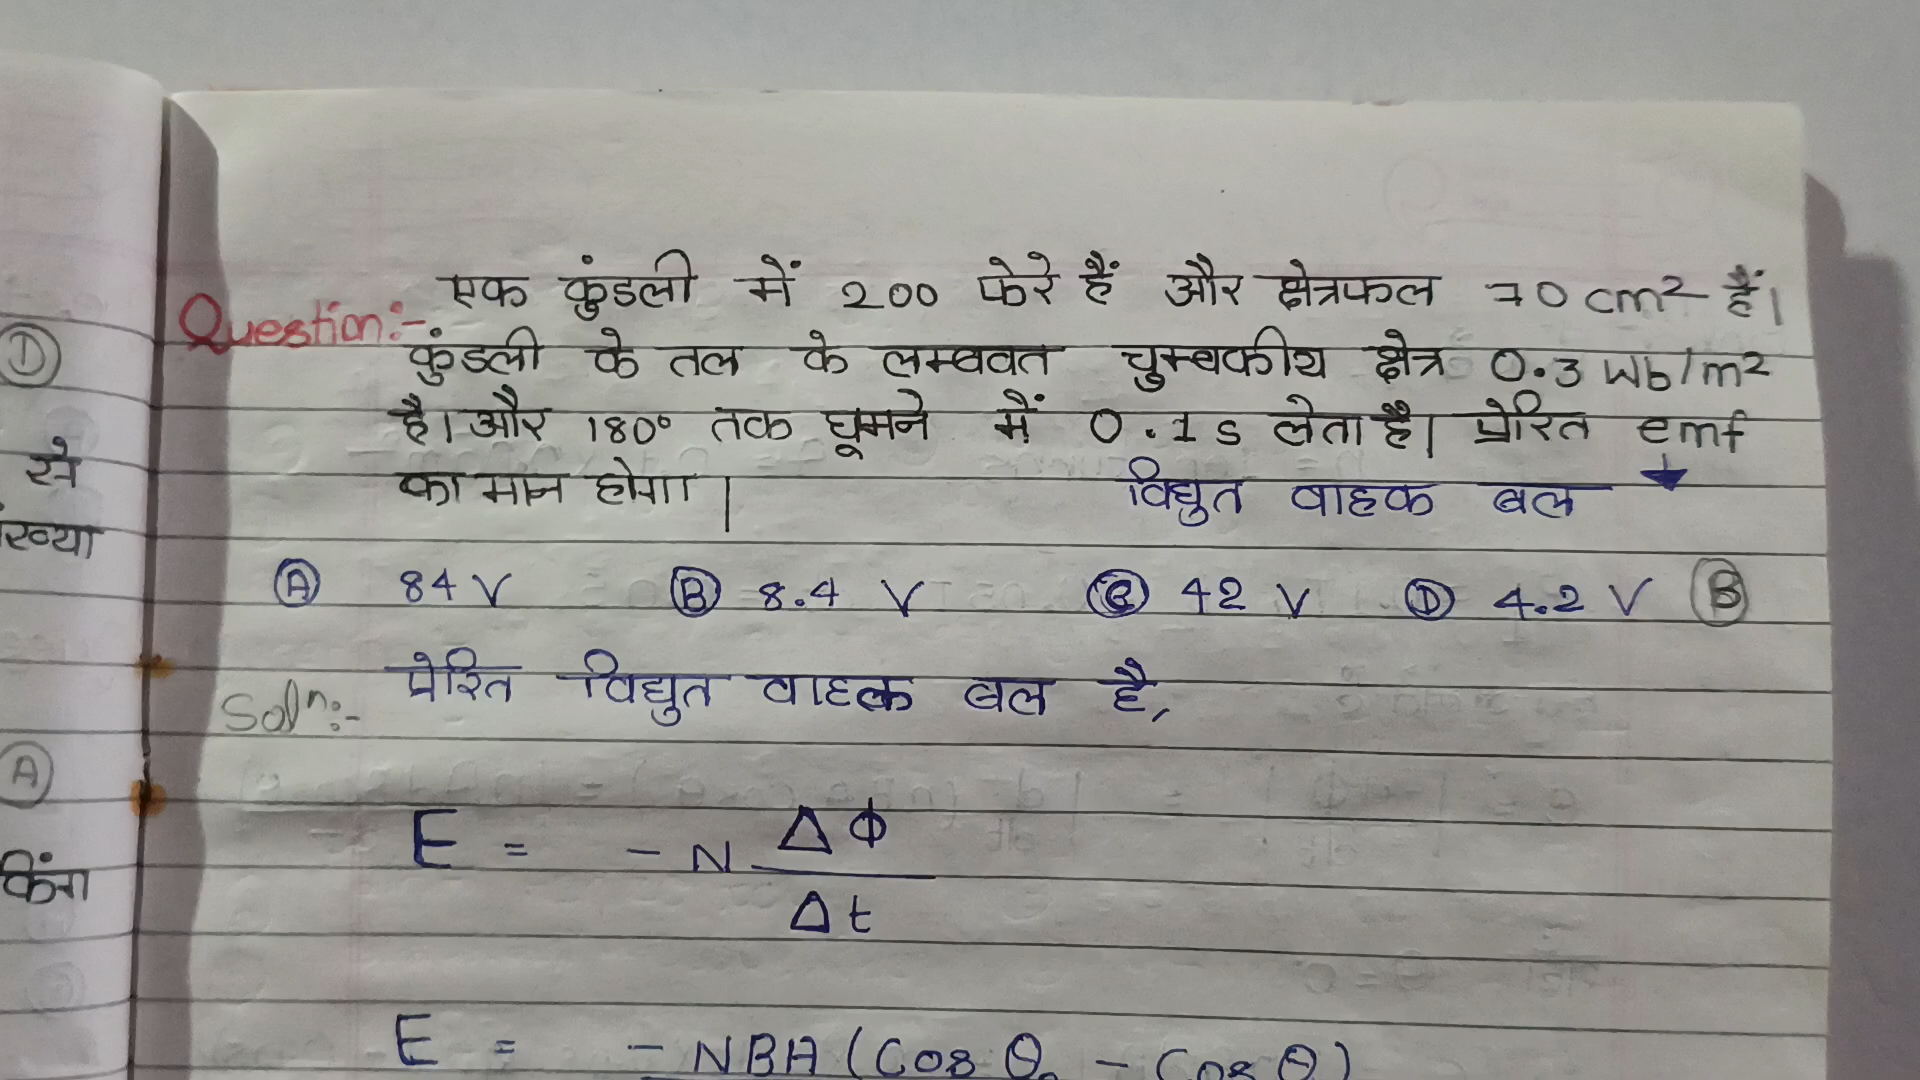 एक कुंडली में 200 फेरे हैं और क्षेत्रफल 70 cm² हैं।
Question:-
कुंडली के तल के लम्बवत चुम्बकीय क्षेत्र 0.3 Wb/m²
है। और 180° तक घूमने में 0.1s लेता है। प्रेरित emf
का मान होगा।
विद्युत वाहक बल
Ⓐ 84 V Ⓑ 8.4 V Ⓒ 42 V Ⓓ 4.2 V Ⓑ
Solⁿ:- प्रेरित विद्युत वाहक बल है,
E = - N ΔΦ
Δt
E = - NBA (Cos θ₀ - Cos θ)
Ⓓ
ख्या
Ⓐ